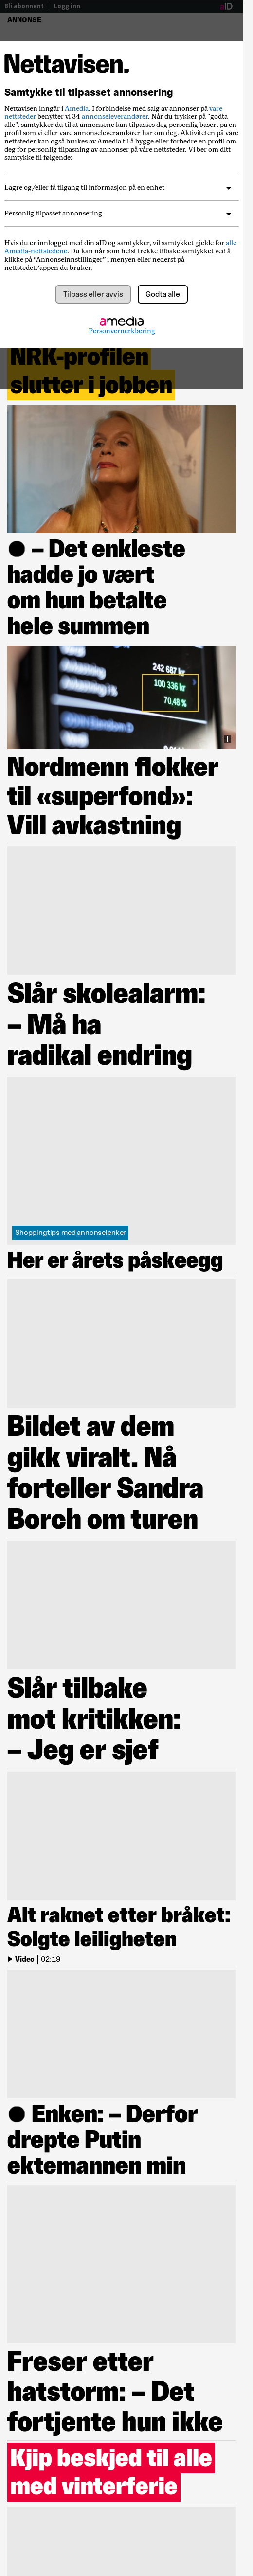 Bli abonnent | Logg inn aID
ANNONSE
Nettavisen.
Samtykke til tilpasset annonsering
Nettavisen inngår i Amedia. I forbindelse med salg av annonser på våre
nettsteder benytter vi 34 annonseleverandører. Når du trykker på "godta
alle", samtykker du til at annonsene kan tilpasses deg personlig basert på en
profil som vi eller våre annonseleverandører har om deg. Aktiviteten på våre
nettsteder kan også brukes av Amedia til å bygge eller forbedre en profil om
deg for personlig tilpasning av annonser på våre nettsteder. Vi ber om ditt
samtykke til følgende:
Lagre og/eller få tilgang til informasjon på en enhet
Personlig tilpasset annonsering
Hvis du er innlogget med din aID og samtykker, vil samtykket gjelde for alle
Amedia-nettstedene. Du kan når som helst trekke tilbake samtykket ved å
klikke på “Annonseinnstillinger” i menyen eller nederst på
nettstedet/appen du bruker.
Tilpass eller avvis
Godta alle
amedia
Personvernerklæring
NRK-profilen
slutter i jobben
– Det enkleste
hadde jo vært
om hun betalte
hele summen
242 687 kr
100 336 kr
70,48 %
Nordmenn flokker
til «superfond»:
Vill avkastning
Slår skolealarm:
– Må ha
radikal endring
Shoppingtips med annonselenker
Her er årets påskeegg
Bildet av dem
gikk viralt. Nå
forteller Sandra
Borch om turen
Slår tilbake
mot kritikken:
– Jeg er sjef
Alt raknet etter bråket:
Solgte leiligheten
Video | 02:19
Enken: – Derfor
drepte Putin
ektemannen min
Freser etter
hatstorm: – Det
fortjente hun ikke
Kjip beskjed til alle
med vinterferie